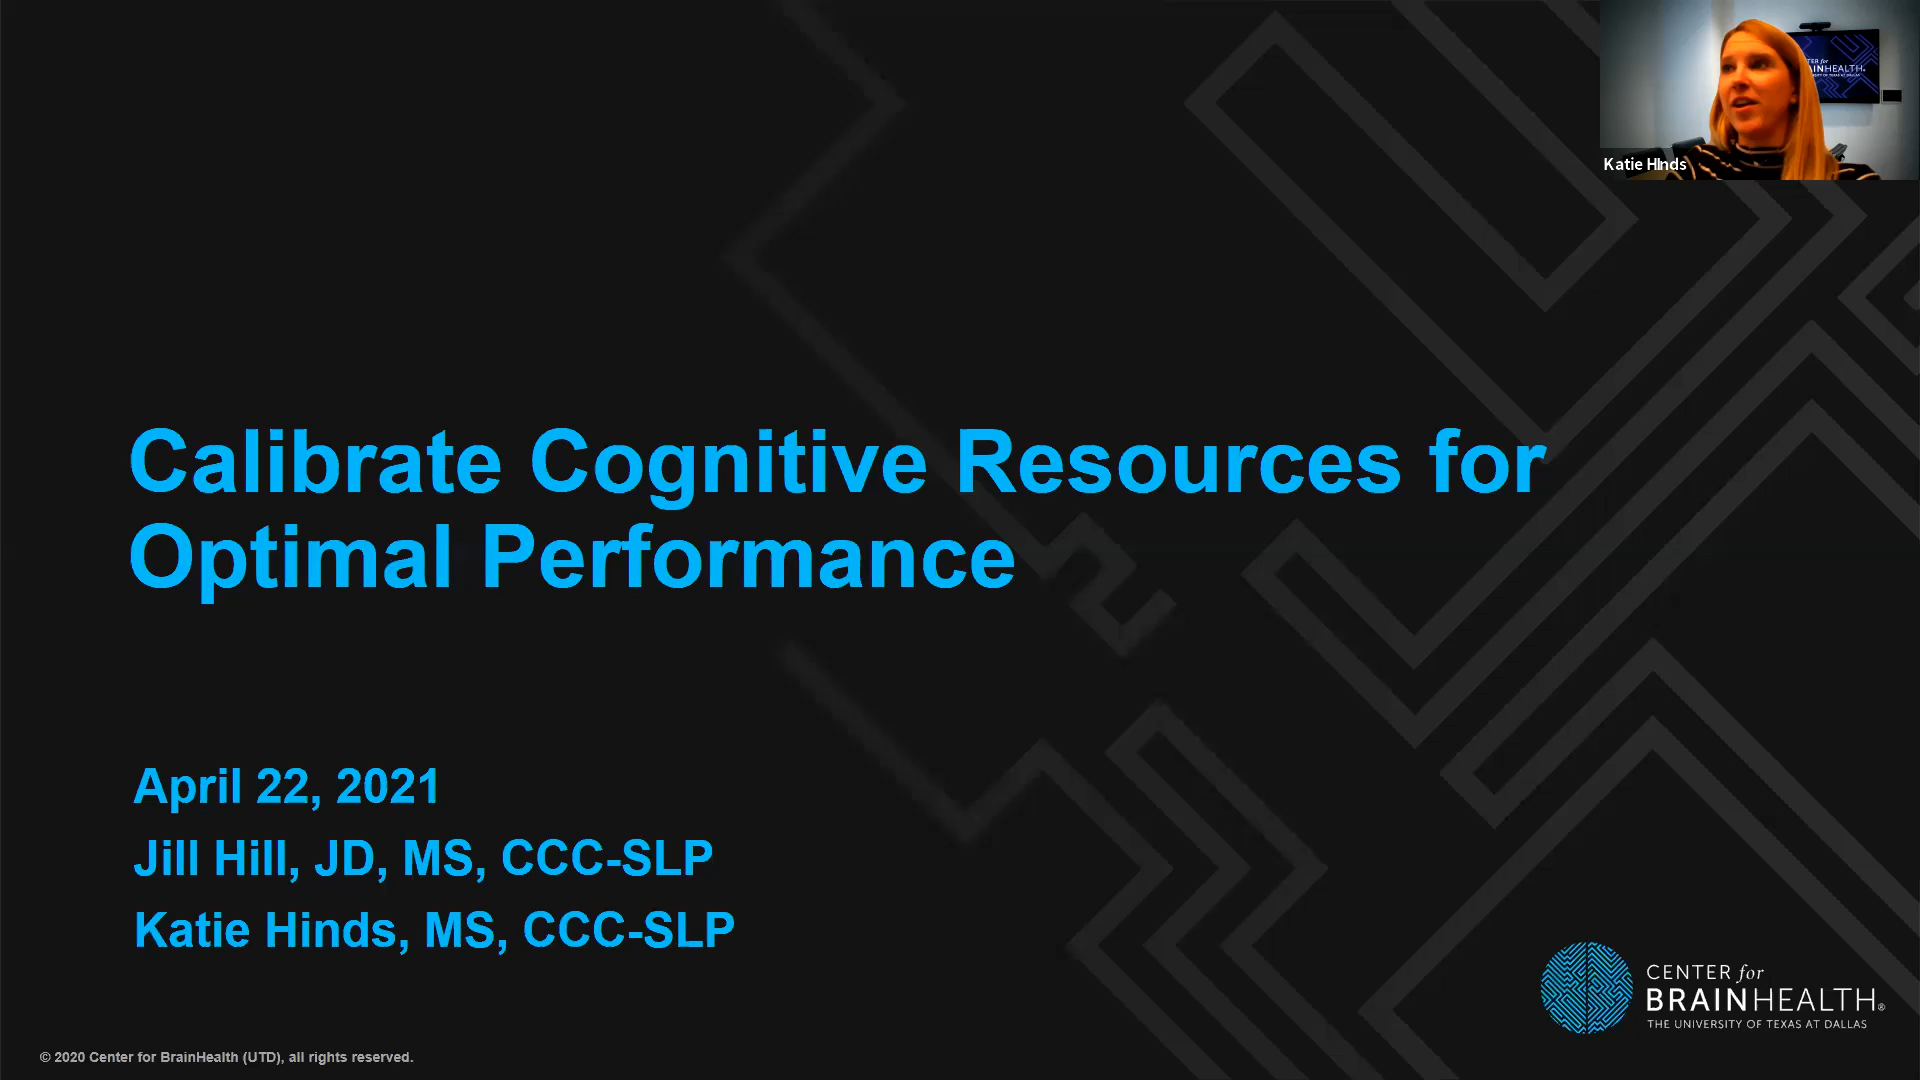 Katie HInds
Calibrate Cognitive Resources for
Optimal Performance
April 22, 2021
Jill Hill, JD, MS, CCC-SLP
Katie Hinds, MS, CCC-SLP
CENTER for
BRAINHEALTH®
THE UNIVERSITY OF TEXAS AT DALLAS
© 2020 Center for BrainHealth (UTD), all rights reserved.